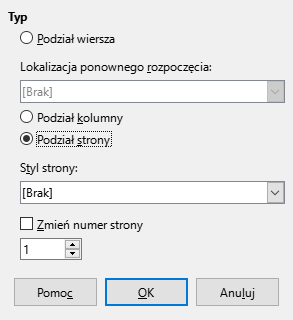 Typ
Podział wiersza
Lokalizacja ponownego rozpoczęcia:
[Brak]
Podział kolumny
Podział strony
Styl strony:
[Brak]
Zmień numer strony
1
Pomoc OK Anuluj